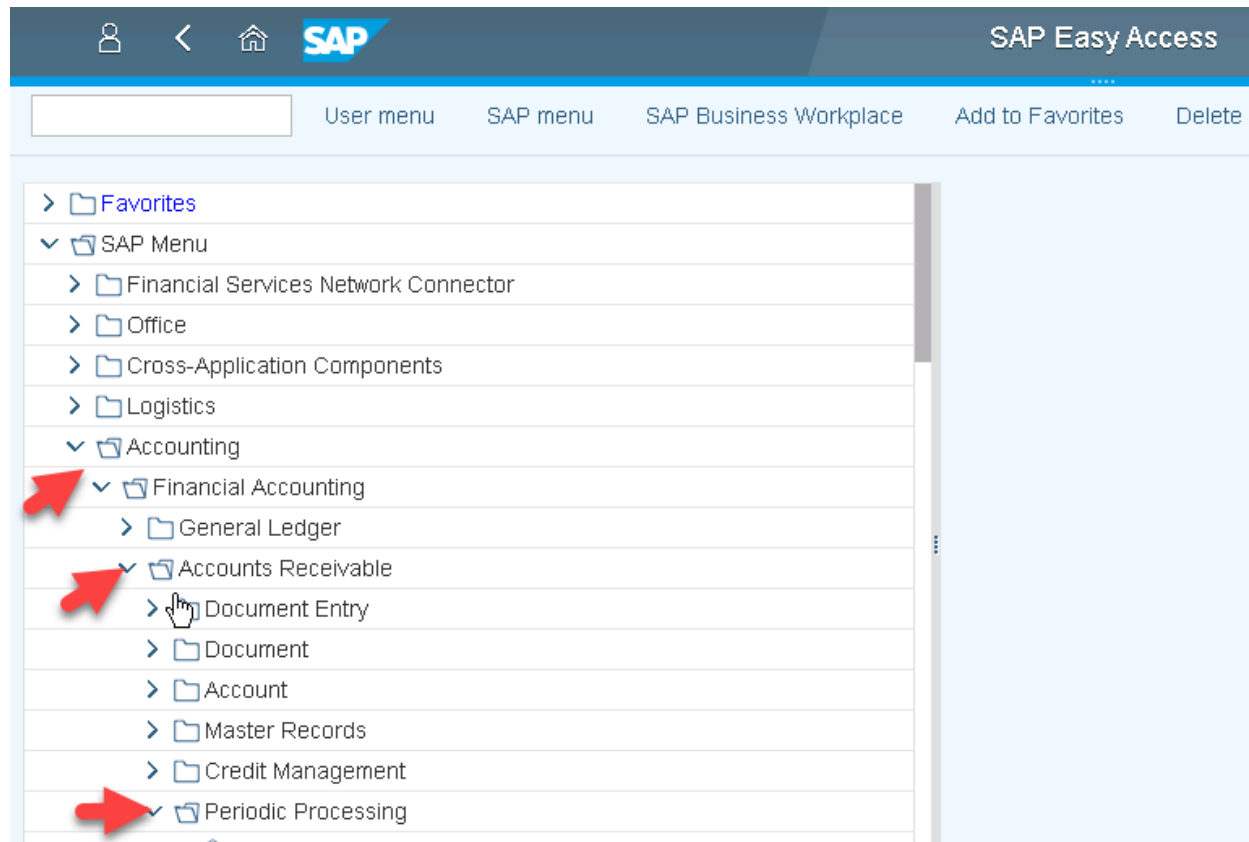 SAP SAP Easy Access
User menu SAP menu SAP Business Workplace Add to Favorites Delete
Favorites
SAP Menu
Financial Services Network Connector
Office
Cross-Application Components
Logistics
Accounting
Financial Accounting
General Ledger
Accounts Receivable
Document Entry
Document
Account
Master Records
Credit Management
Periodic Processing